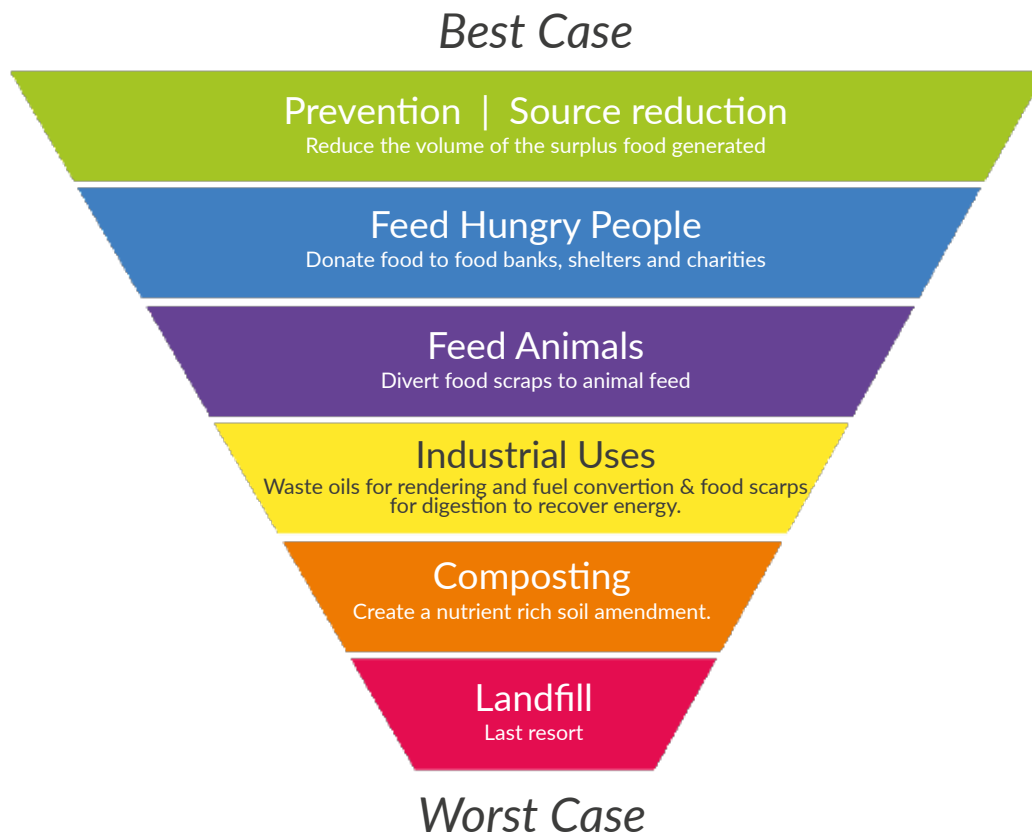 Best Case
Prevention | Source reduction
Reduce the volume of the surplus food generated
Feed Hungry People
Donate food to food banks, shelters and charities
Feed Animals
Divert food scraps to animal feed
Industrial Uses
Waste oils for rendering and fuel convertion & food scarps
for digestion to recover energy.
Composting
Create a nutrient rich soil amendment.
Landfill
Last resort
Worst Case